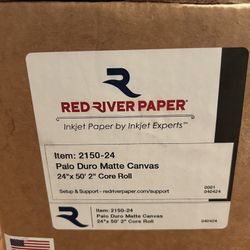 RED RIVER PAPER®
Inkjet Paper by Inkjet Experts™
Item: 2150-24
Palo Duro Matte Canvas
24"x 50' 2" Core Roll
Setup & Support - redriverpaper.com/support
0001
040424
Item: 2150-24
Palo Duro Matte Canvas
24"x 50' 2" Core Roll
040424